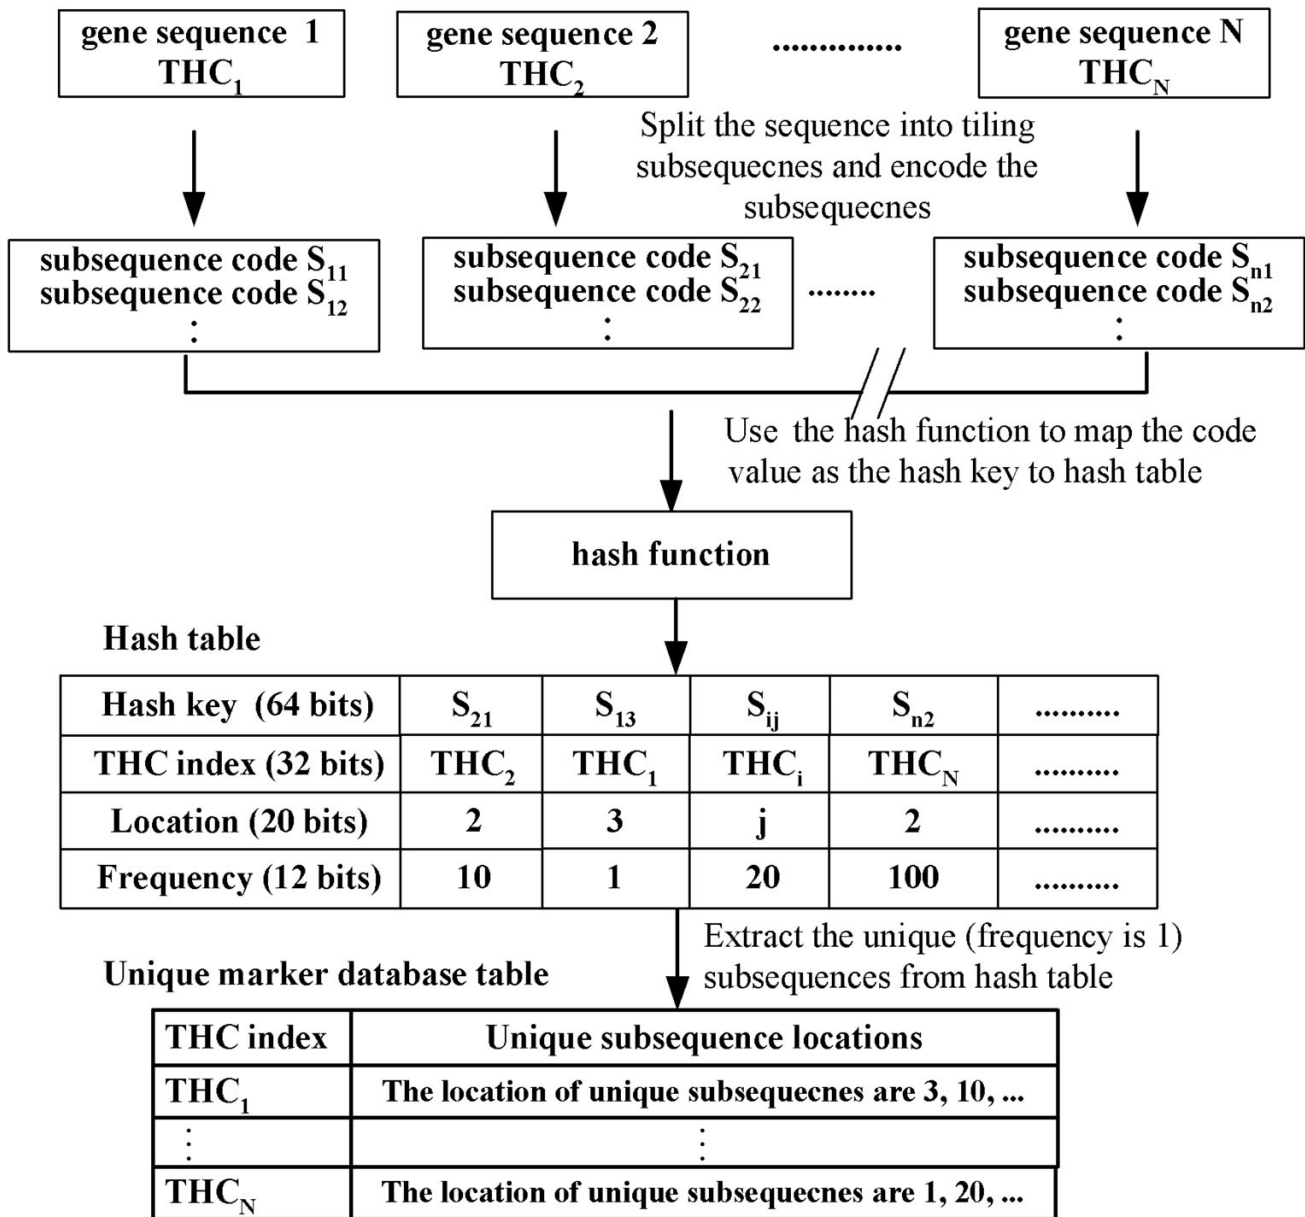 gene sequence 1
THC1
gene sequence 2
THC2
..............
gene sequence N
THCN
Split the sequence into tiling
subsequecnes and encode the
subsequecnes
subsequence code S11
subsequence code S12
⋮
subsequence code S21
subsequence code S22
⋮
........
subsequence code Sn1
subsequence code Sn2
⋮
Use the hash function to map the code
value as the hash key to hash table
hash function
Hash table
Hash key (64 bits) S21 S13 Sij Sn2 ..........
THC index (32 bits) THC2 THC1 THCi THCN ..........
Location (20 bits) 2 3 j 2 ..........
Frequency (12 bits) 10 1 20 100 ..........
Extract the unique (frequency is 1)
subsequences from hash table
Unique marker database table
THC index Unique subsequence locations
THC1 The location of unique subsequecnes are 3, 10, ...
⋮ ⋮
THCN The location of unique subsequecnes are 1, 20, ...